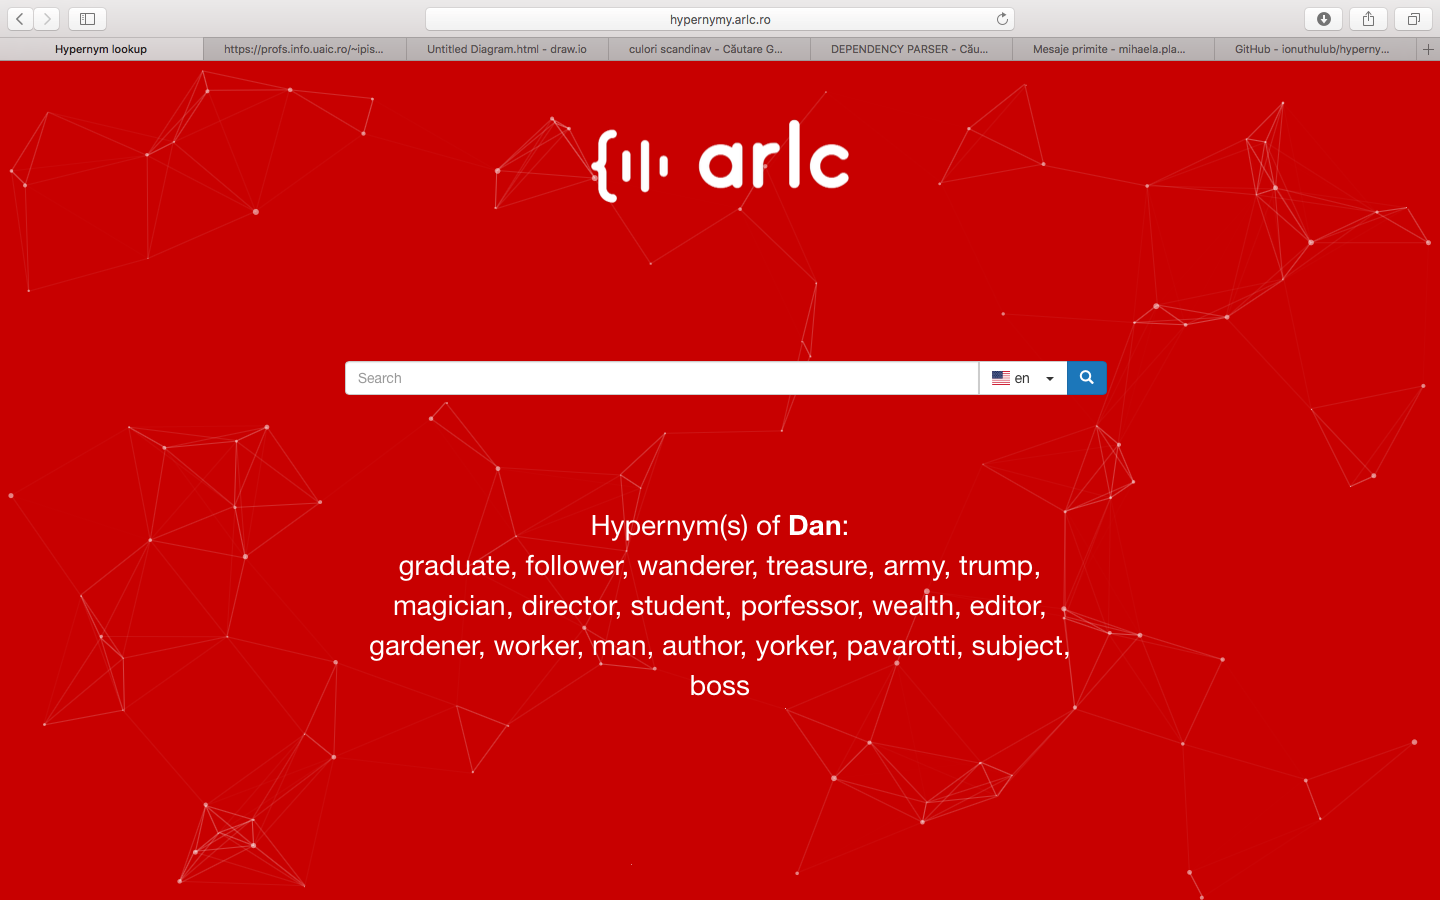 hypernymy.arlc.ro
Hypernym lookup
https://profs.info.uaic.ro/~ipis...
Untitled Diagram.html - draw.io
culori scandinav - Căutare G...
DEPENDENCY PARSER - Cău...
Mesaje primite - mihaela.pla...
GitHub - ionuthulub/hyperny...
arlc
Search
en
Hypernym(s) of Dan:
graduate, follower, wanderer, treasure, army, trump,
magician, director, student, porfessor, wealth, editor,
gardener, worker, man, author, yorker, pavarotti, subject,
boss